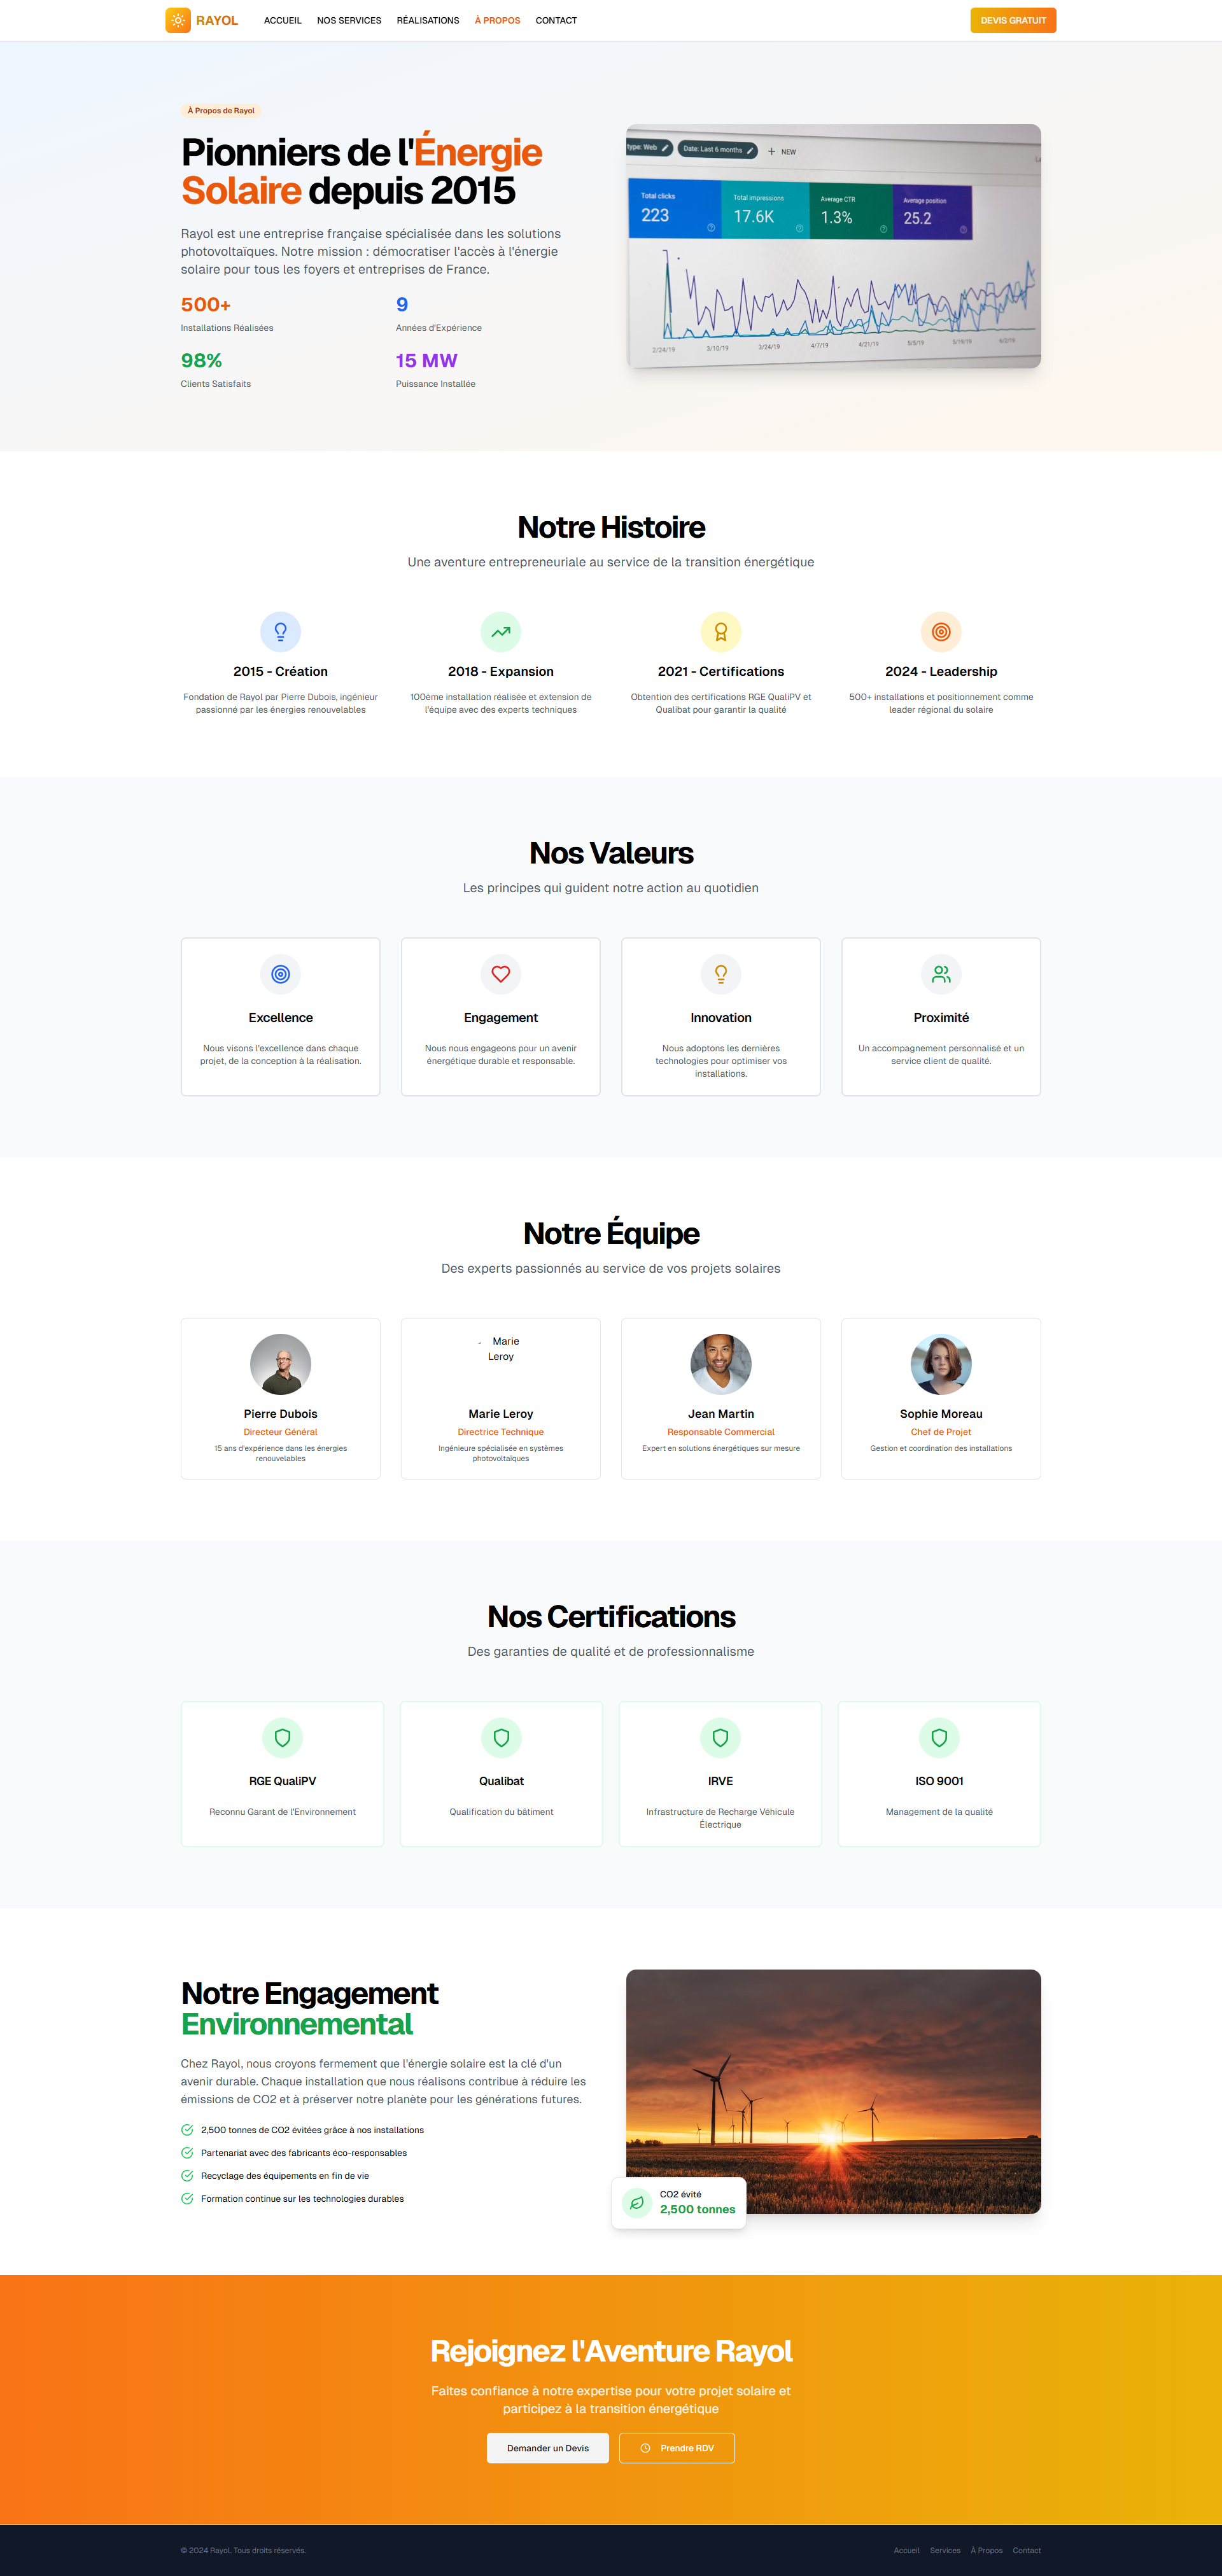 RAYOL
ACCUEIL
NOS SERVICES
RÉALISATIONS
À PROPOS
CONTACT
DEVIS GRATUIT
À Propos de Rayol
Pionniers de l'Énergie
Solaire depuis 2015
Rayol est une entreprise française spécialisée dans les solutions
photovoltaïques. Notre mission : démocratiser l'accès à l'énergie
solaire pour tous les foyers et entreprises de France.
500+
Installations Réalisées
9
Années d'Expérience
98%
Clients Satisfaits
15 MW
Puissance Installée
type: Web
Date: Last 6 months
+ NEW
La
Total clicks
223
Total impressions
17.6K
Average CTR
1.3%
Average position
25.2
2/24/19
3/10/19
3/24/19
4/7/19
4/21/19
5/5/19
5/19/19
6/2/19
Notre Histoire
Une aventure entrepreneuriale au service de la transition énergétique
2015 - Création
Fondation de Rayol par Pierre Dubois, ingénieur
passionné par les énergies renouvelables
2018 - Expansion
100ème installation réalisée et extension de
l'équipe avec des experts techniques
2021 - Certifications
Obtention des certifications RGE QualiPV et
Qualibat pour garantir la qualité
2024 - Leadership
500+ installations et positionnement comme
leader régional du solaire
Nos Valeurs
Les principes qui guident notre action au quotidien
Excellence
Nous visons l'excellence dans chaque
projet, de la conception à la réalisation.
Engagement
Nous nous engageons pour un avenir
énergétique durable et responsable.
Innovation
Nous adoptons les dernières
technologies pour optimiser vos
installations.
Proximité
Un accompagnement personnalisé et un
service client de qualité.
Notre Équipe
Des experts passionnés au service de vos projets solaires
Pierre Dubois
Directeur Général
15 ans d'expérience dans les énergies
renouvelables
Marie
Leroy
Marie Leroy
Directrice Technique
Ingénieure spécialisée en systèmes
photovoltaïques
Jean Martin
Responsable Commercial
Expert en solutions énergétiques sur mesure
Sophie Moreau
Chef de Projet
Gestion et coordination des installations
Nos Certifications
Des garanties de qualité et de professionnalisme
RGE QualiPV
Reconnu Garant de l'Environnement
Qualibat
Qualification du bâtiment
IRVE
Infrastructure de Recharge Véhicule
Électrique
ISO 9001
Management de la qualité
Notre Engagement
Environnemental
Chez Rayol, nous croyons fermement que l'énergie solaire est la clé d'un
avenir durable. Chaque installation que nous réalisons contribue à réduire les
émissions de CO2 et à préserver notre planète pour les générations futures.
2,500 tonnes de CO2 évitées grâce à nos installations
Partenariat avec des fabricants éco-responsables
Recyclage des équipements en fin de vie
Formation continue sur les technologies durables
CO2 évité
2,500 tonnes
Rejoignez l'Aventure Rayol
Faites confiance à notre expertise pour votre projet solaire et
participez à la transition énergétique
Demander un Devis
Prendre RDV
© 2024 Rayol. Tous droits réservés.
Accueil
Services
À Propos
Contact